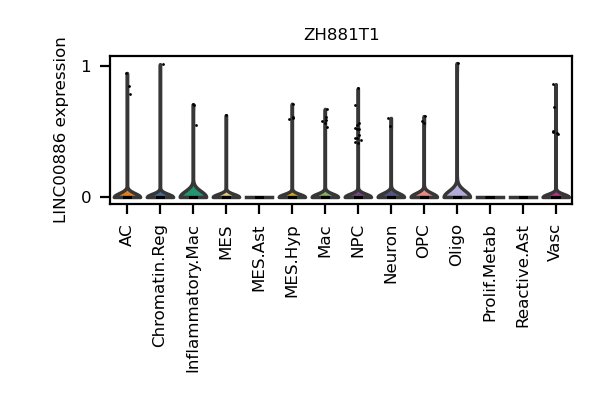 ZH881T1
LINC00886 expression
1
0
AC
Chromatin.Reg
Inflammatory.Mac
MES
MES.Ast
MES.Hyp
Mac
NPC
Neuron
OPC
Oligo
Prolif.Metab
Reactive.Ast
Vasc